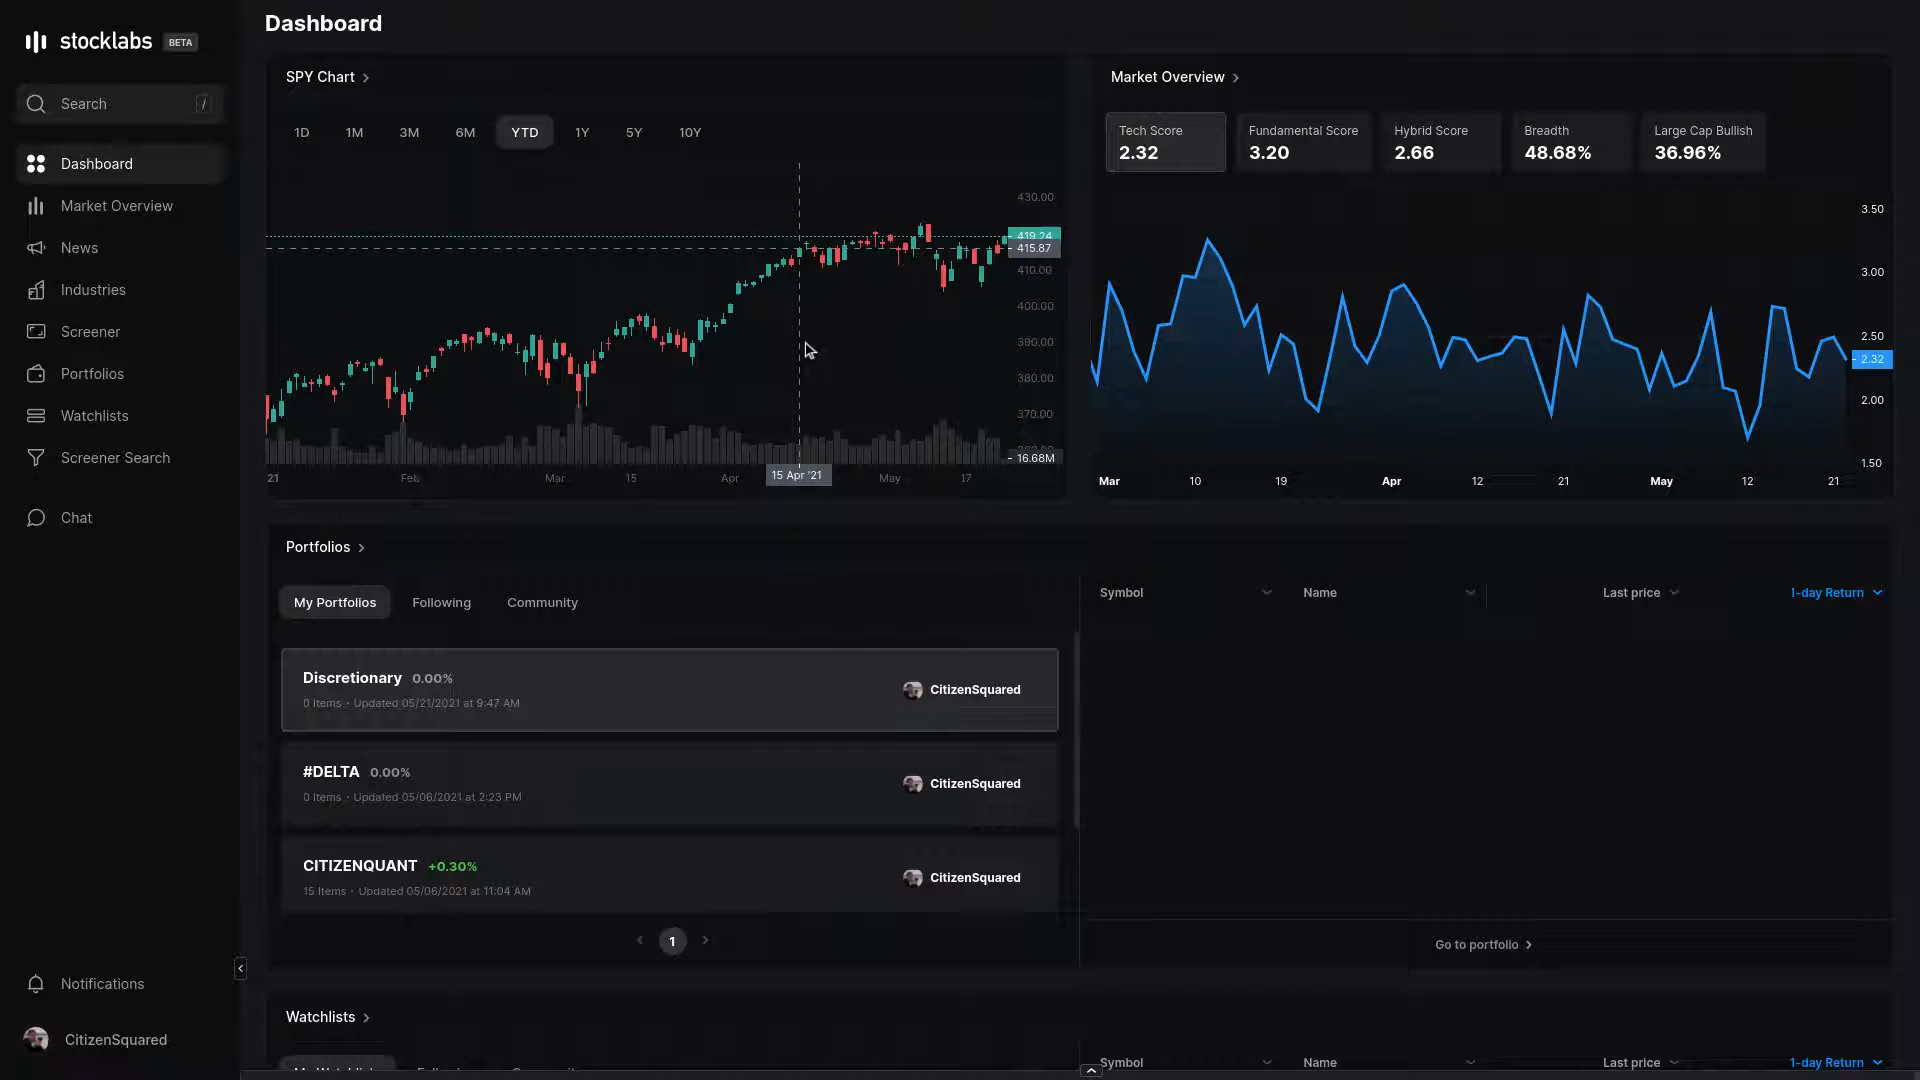 stocklabs BETA
Search /
Dashboard
Market Overview
News
Industries
Screener
Portfolios
Watchlists
Screener Search
Chat
Notifications
CitizenSquared
Dashboard
SPY Chart
1D 1M 3M 6M YTD 1Y 5Y 10Y
430.00
419.24
415.87
410.00
400.00
390.00
380.00
370.00
16.68M
21 Feb Mar 15 Apr 15 Apr '21 May 17
Market Overview
Tech Score Fundamental Score Hybrid Score Breadth Large Cap Bullish
2.32 3.20 2.66 48.68% 36.96%
3.50
3.00
2.50
2.32
2.00
1.50
Mar 10 19 Apr 12 21 May 12 21
Portfolios
My Portfolios Following Community
Discretionary 0.00%
0 Items • Updated 05/21/2021 at 9:47 AM
CitizenSquared
#DELTA 0.00%
0 Items • Updated 05/06/2021 at 2:23 PM
CitizenSquared
CITIZENQUANT +0.30%
15 Items • Updated 05/06/2021 at 11:04 AM
CitizenSquared
1
Symbol Name Last price 1-day Return
Go to portfolio
Watchlists
Symbol Name Last price 1-day Return